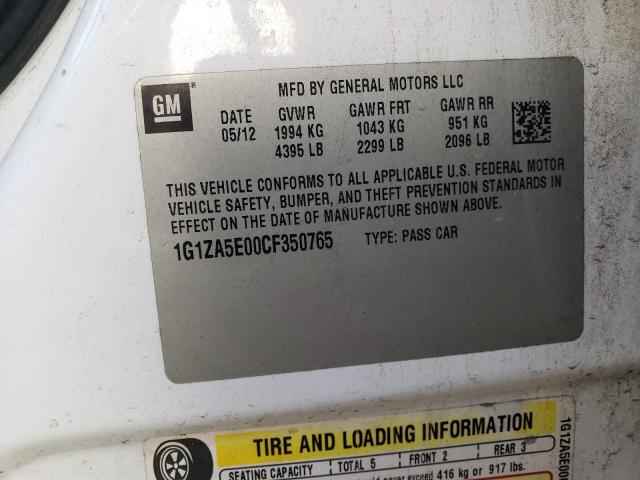 GM
®
MFD BY GENERAL MOTORS LLC
DATE GVWR GAWR FRT GAWR RR
05/12 1994 KG 1043 KG 951 KG
4395 LB 2299 LB 2096 LB
THIS VEHICLE CONFORMS TO ALL APPLICABLE U.S. FEDERAL MOTOR
VEHICLE SAFETY, BUMPER, AND THEFT PREVENTION STANDARDS IN
EFFECT ON THE DATE OF MANUFACTURE SHOWN ABOVE.
1G1ZA5E00CF350765 TYPE: PASS CAR
TIRE AND LOADING INFORMATION
SEATING CAPACITY TOTAL 5 FRONT 2 REAR 3
exceed 416 kg or 917 lbs.
1G1ZA5E00